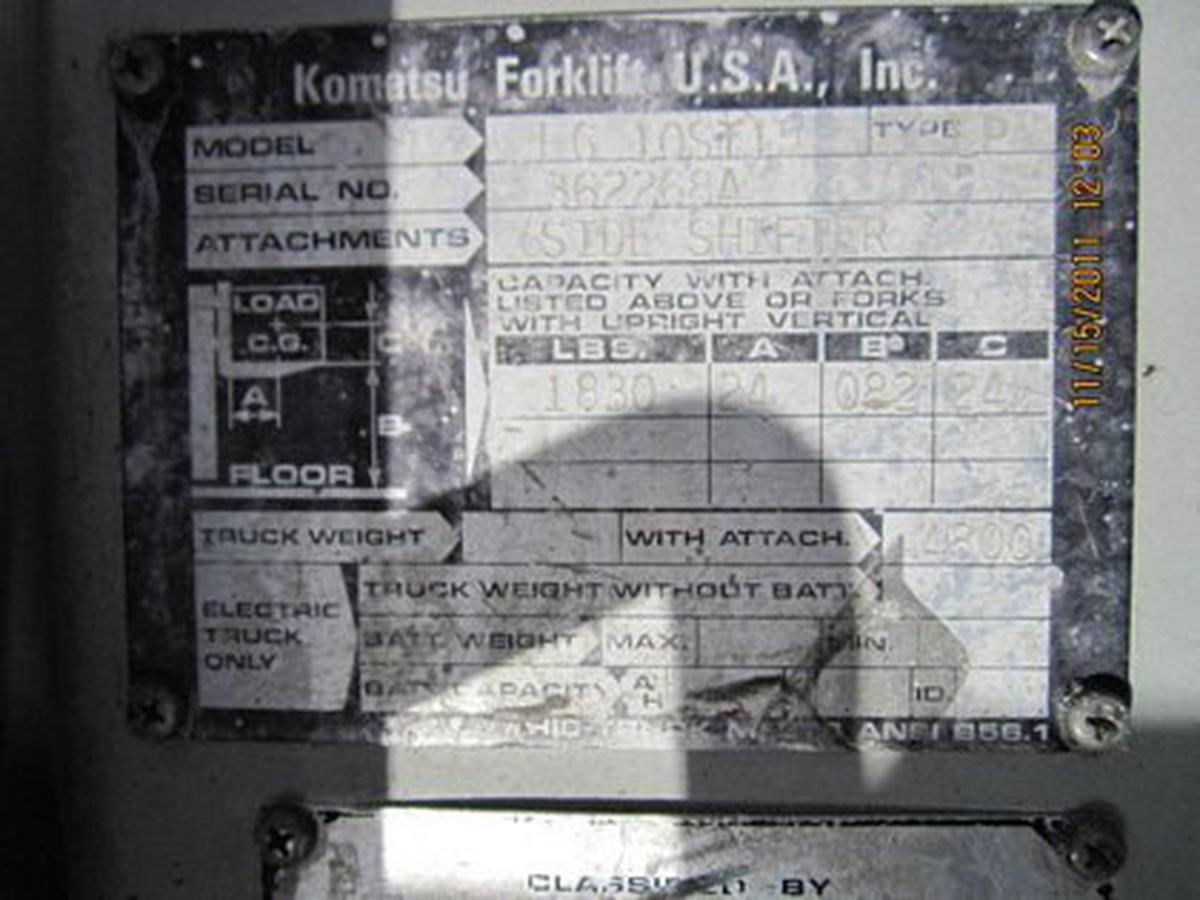 Komatsu Forklift U.S.A., Inc.
MODEL TYPE P
SERIAL NO.
ATTACHMENTS SIDE SHIFTER
CAPACITY WITH ATTACH.
LISTED ABOVE OR FORKS
WITH UPRIGHT VERTICAL
LOAD
C.G.
A
FLOOR
C
B
LBS. A B C
1830 24 082 24
TRUCK WEIGHT WITH ATTACH. 4800
ELECTRIC
TRUCK
ONLY
TRUCK WEIGHT WITHOUT BATT.
BATT. WEIGHT MAX. MIN.
BATT. CAPACITY A H ID.
ANSI B56.1
CLASSIFIED BY
11/15/2011 12:03